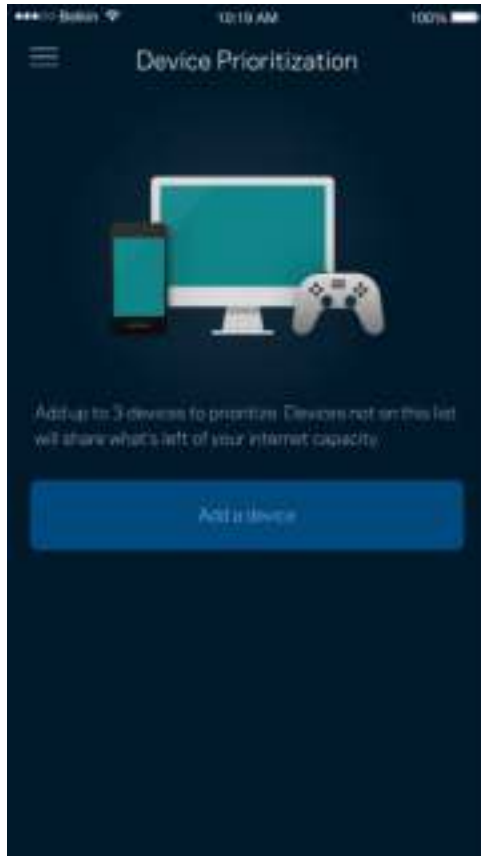 Belkin 10:19 AM 100%
Device Prioritization
Add up to 3 devices to prioritize. Devices not on this list
will share what's left of your internet capacity.
Add a device